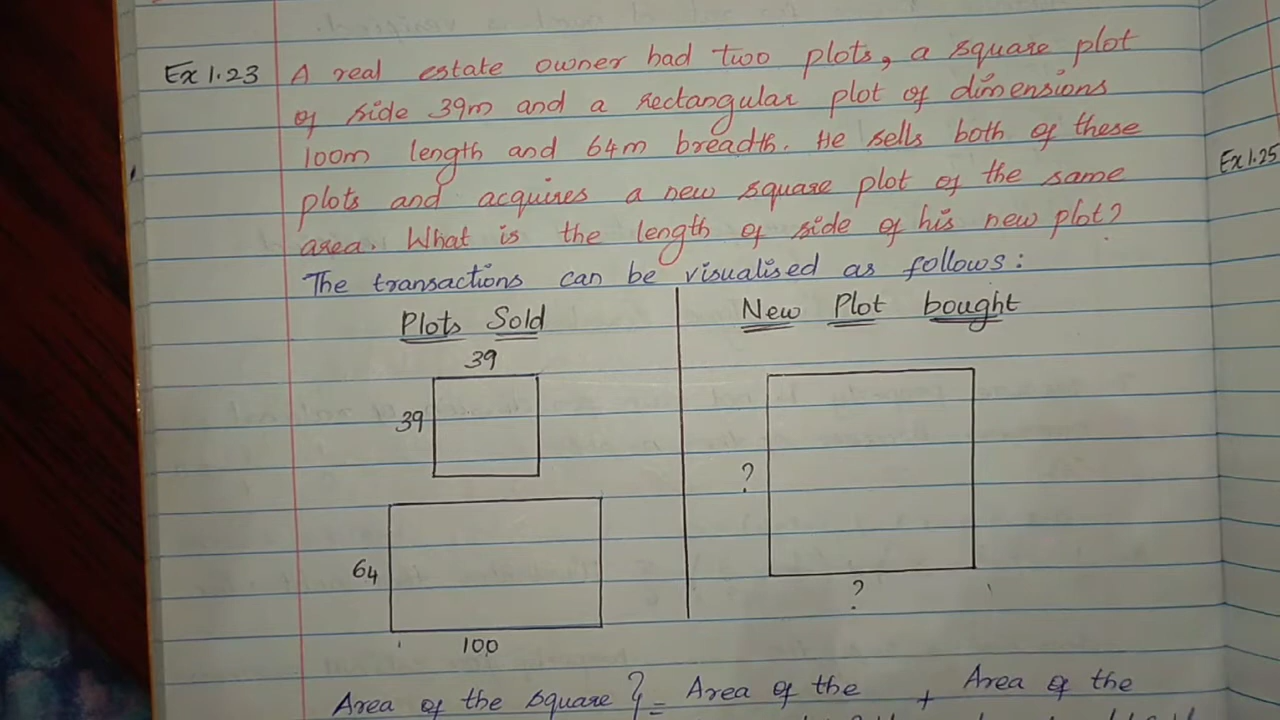 Ex 1.23 A real estate owner had two plots, a square plot
of side 39m and a rectangular plot of dimensions
100m length and 64m breadth. He sells both of these
plots and acquires a new square plot of the same
area. What is the length of side of his new plot?
The transactions can be visualised as follows:
Plots Sold
New Plot bought
39
39
64
100
?
?
Area of the square } = Area of the + Area of the
Ex 1.25